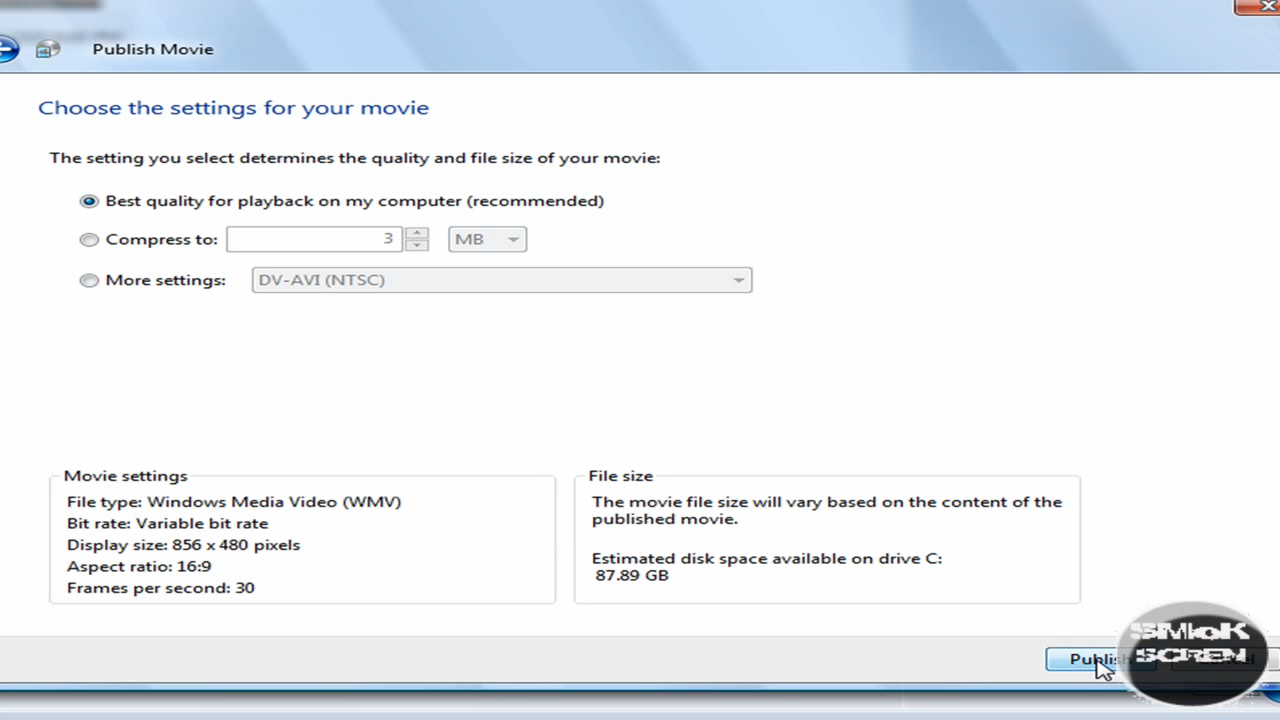 Publish Movie
Choose the settings for your movie
The setting you select determines the quality and file size of your movie:
Best quality for playback on my computer (recommended)
Compress to: 3 MB
More settings: DV-AVI (NTSC)
Movie settings
File type: Windows Media Video (WMV)
Bit rate: Variable bit rate
Display size: 856 x 480 pixels
Aspect ratio: 16:9
Frames per second: 30
File size
The movie file size will vary based on the content of the
published movie.
Estimated disk space available on drive C:
87.89 GB
SMoK
SCREN